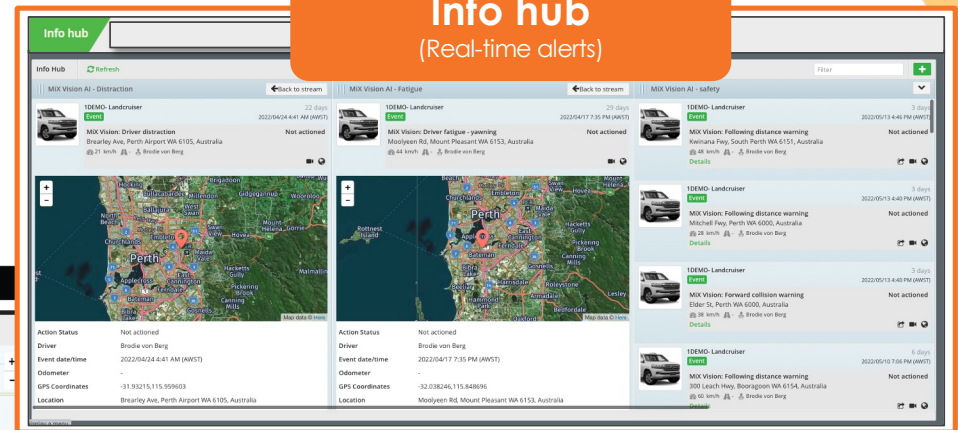 Info hub
(Real-time alerts)
Info hub
Info Hub
Refresh
Filter
+
MiX Vision AI - Distraction
Back to stream
1DEMO- Landcruiser
22 days
Event
2022/04/24 4:41 AM (AWST)
MiX Vision: Driver distraction
Not actioned
Brearley Ave, Perth Airport WA 6105, Australia
21 km/h - Brodie von Berg
+
-
Perth
Map data © Here
Action Status Not actioned
Driver Brodie von Berg
Event date/time 2022/04/24 4:41 AM (AWST)
Odometer -
GPS Coordinates -31.93215,115.959603
Location Brearley Ave, Perth Airport WA 6105, Australia
MiX Vision AI - Fatigue
Back to stream
1DEMO- Landcruiser
29 days
Event
2022/04/17 7:35 PM (AWST)
MiX Vision: Driver fatigue - yawning
Not actioned
Moolyeen Rd, Mount Pleasant WA 6153, Australia
44 km/h - Brodie von Berg
+
-
Rottnest
Island
Perth
Map data © Here
Action Status Not actioned
Driver Brodie von Berg
Event date/time 2022/04/17 7:35 PM (AWST)
Odometer -
GPS Coordinates -32.038246,115.848696
Location Moolyeen Rd, Mount Pleasant WA 6153, Australia
MiX Vision AI - safety
1DEMO- Landcruiser
3 days
Event
2022/05/13 4:46 PM (AWST)
MiX Vision: Following distance warning
Not actioned
Kwinana Fwy, South Perth WA 6151, Australia
48 km/h - Brodie von Berg
Details
1DEMO- Landcruiser
3 days
Event
2022/05/13 4:40 PM (AWST)
MiX Vision: Following distance warning
Not actioned
Mitchell Fwy, Perth WA 6000, Australia
28 km/h - Brodie von Berg
Details
1DEMO- Landcruiser
3 days
Event
2022/05/13 4:40 PM (AWST)
MiX Vision: Forward collision warning
Not actioned
Elder St, Perth WA 6000, Australia
38 km/h - Brodie von Berg
Details
1DEMO- Landcruiser
6 days
Event
2022/05/10 7:06 PM (AWST)
MiX Vision: Following distance warning
Not actioned
300 Leach Hwy, Booragoon WA 6154, Australia
60 km/h - Brodie von Berg
Details